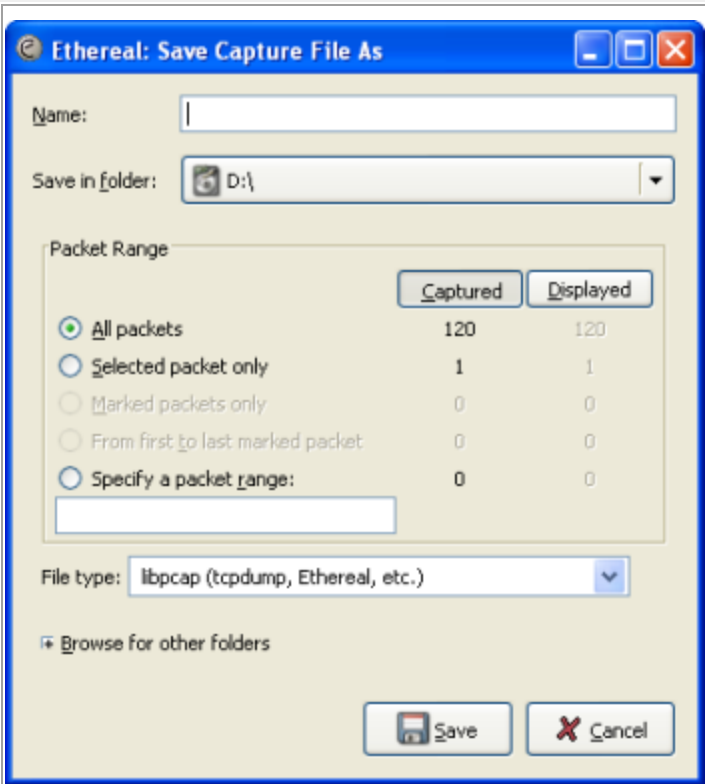 Ethereal: Save Capture File As
Name:
Save in folder: D:\
Packet Range
Captured Displayed
All packets 120 120
Selected packet only 1 1
Marked packets only 0 0
From first to last marked packet 0 0
Specify a packet range: 0 0
File type: libpcap (tcpdump, Ethereal, etc.)
Browse for other folders
Save Cancel